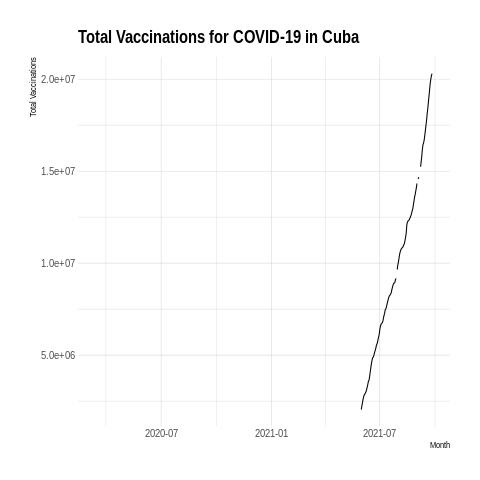 Total Vaccinations for COVID-19 in Cuba
Total Vaccinations
2.0e+07
1.5e+07
1.0e+07
5.0e+06
2020-07
2021-01
2021-07
Month